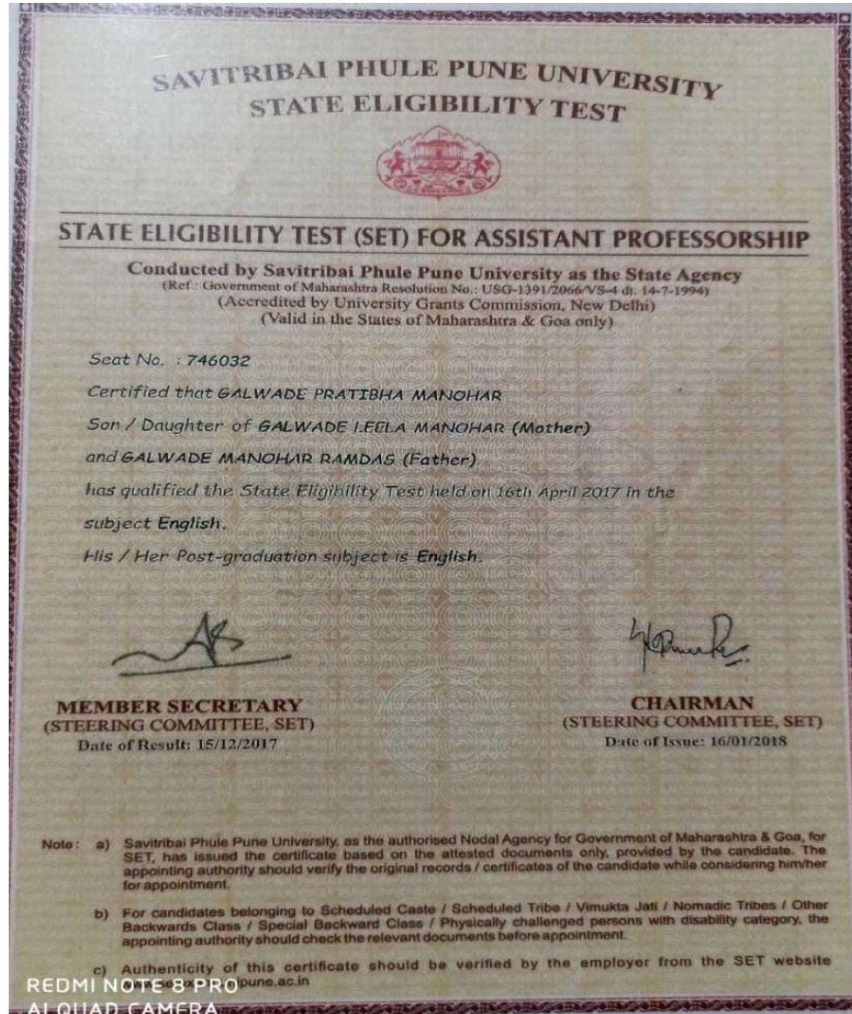 SAVITRIBAI PHULE PUNE UNIVERSITY
STATE ELIGIBILITY TEST
STATE ELIGIBILITY TEST (SET) FOR ASSISTANT PROFESSORSHIP
Conducted by Savitribai Phule Pune University as the State Agency
(Ref.: Government of Maharashtra Resolution No.: USG-1391/2066/VS-4 dt. 14-7-1994)
(Accredited by University Grants Commission, New Delhi)
(Valid in the States of Maharashtra & Goa only)
Seat No. : 746032
Certified that GALWADE PRATIBHA MANOHAR
Son / Daughter of GALWADE LEELA MANOHAR (Mother)
and GALWADE MANOHAR RAMDAS (Father)
has qualified the State Eligibility Test held on 16th April 2017 in the
subject English.
His / Her Post-graduation subject is English.
MEMBER SECRETARY
(STEERING COMMITTEE, SET)
Date of Result: 15/12/2017
CHAIRMAN
(STEERING COMMITTEE, SET)
Date of Issue: 16/01/2018
Note : a) Savitribai Phule Pune University, as the authorised Nodal Agency for Government of Maharashtra & Goa, for
SET, has issued the certificate based on the attested documents only, provided by the candidate. The
appointing authority should verify the original records / certificates of the candidate while considering him/her
for appointment.
b) For candidates belonging to Scheduled Caste / Scheduled Tribe / Vimukta Jati / Nomadic Tribes / Other
Backwards Class / Special Backward Class / Physically challenged persons with disability category, the
appointing authority should check the relevant documents before appointment.
c) Authenticity of this certificate should be verified by the employer from the SET website
ipune.ac.in
REDMI NOTE 8 PRO
AI QUAD CAMERA